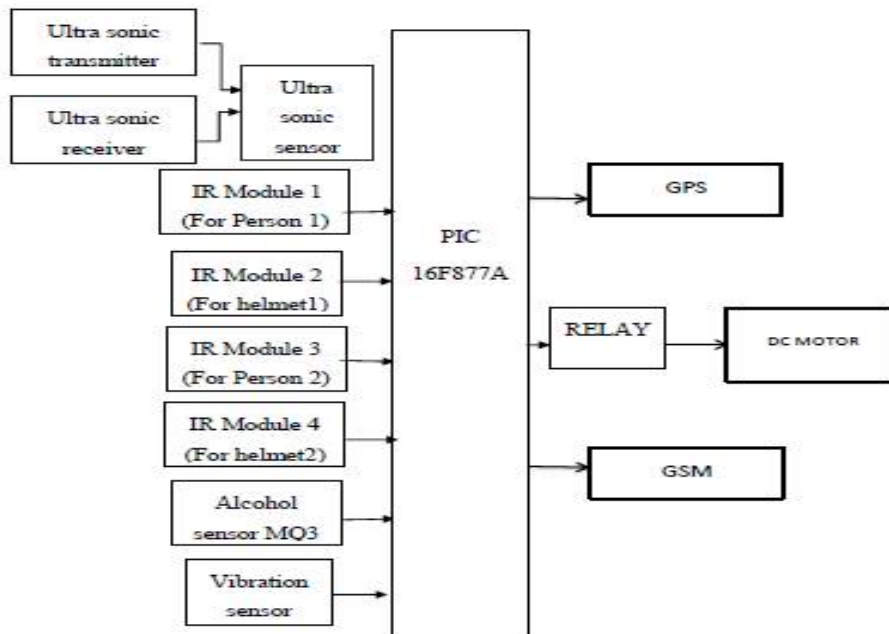 Ultra sonic
transmitter
Ultra sonic
receiver
Ultra
sonic
sensor
IR Module 1
(For Person 1)
IR Module 2
(For helmet1)
IR Module 3
(For Person 2)
IR Module 4
(For helmet2)
Alcohol
sensor MQ3
Vibration
sensor
PIC
16F877A
GPS
RELAY
DC MOTOR
GSM